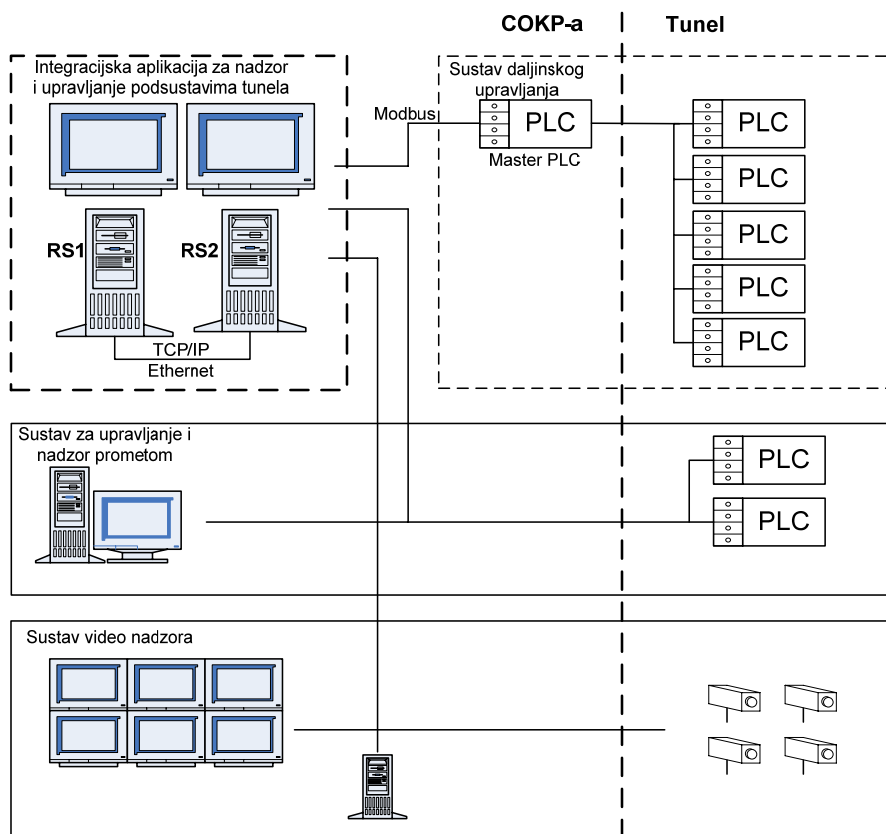 COKP-a
Tunel
Integracijska aplikacija za nadzor
i upravljanje podsustavima tunela
Sustav daljinskog
upravljanja
Modbus
PLC
Master PLC
PLC
PLC
PLC
PLC
PLC
RS1
RS2
TCP/IP
Ethernet
Sustav za upravljanje i
nadzor prometom
PLC
PLC
Sustav video nadzora